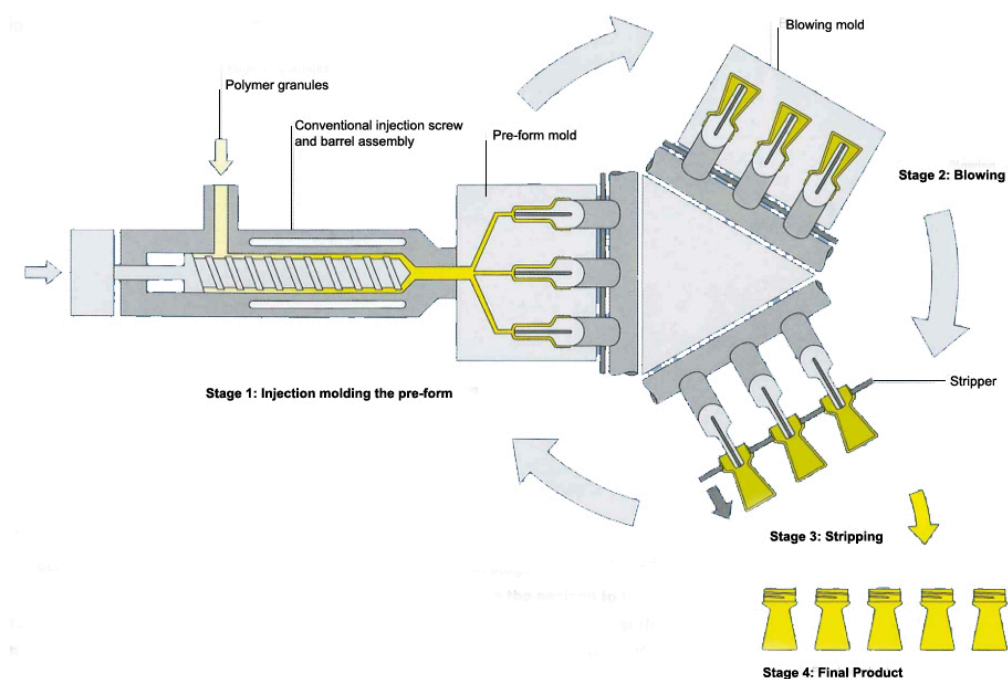 Blowing mold
Polymer granules
Conventional injection screw
and barrel assembly
Pre-form mold
Stage 2: Blowing
Stripper
Stage 1: Injection molding the pre-form
Stage 3: Stripping
Stage 4: Final Product